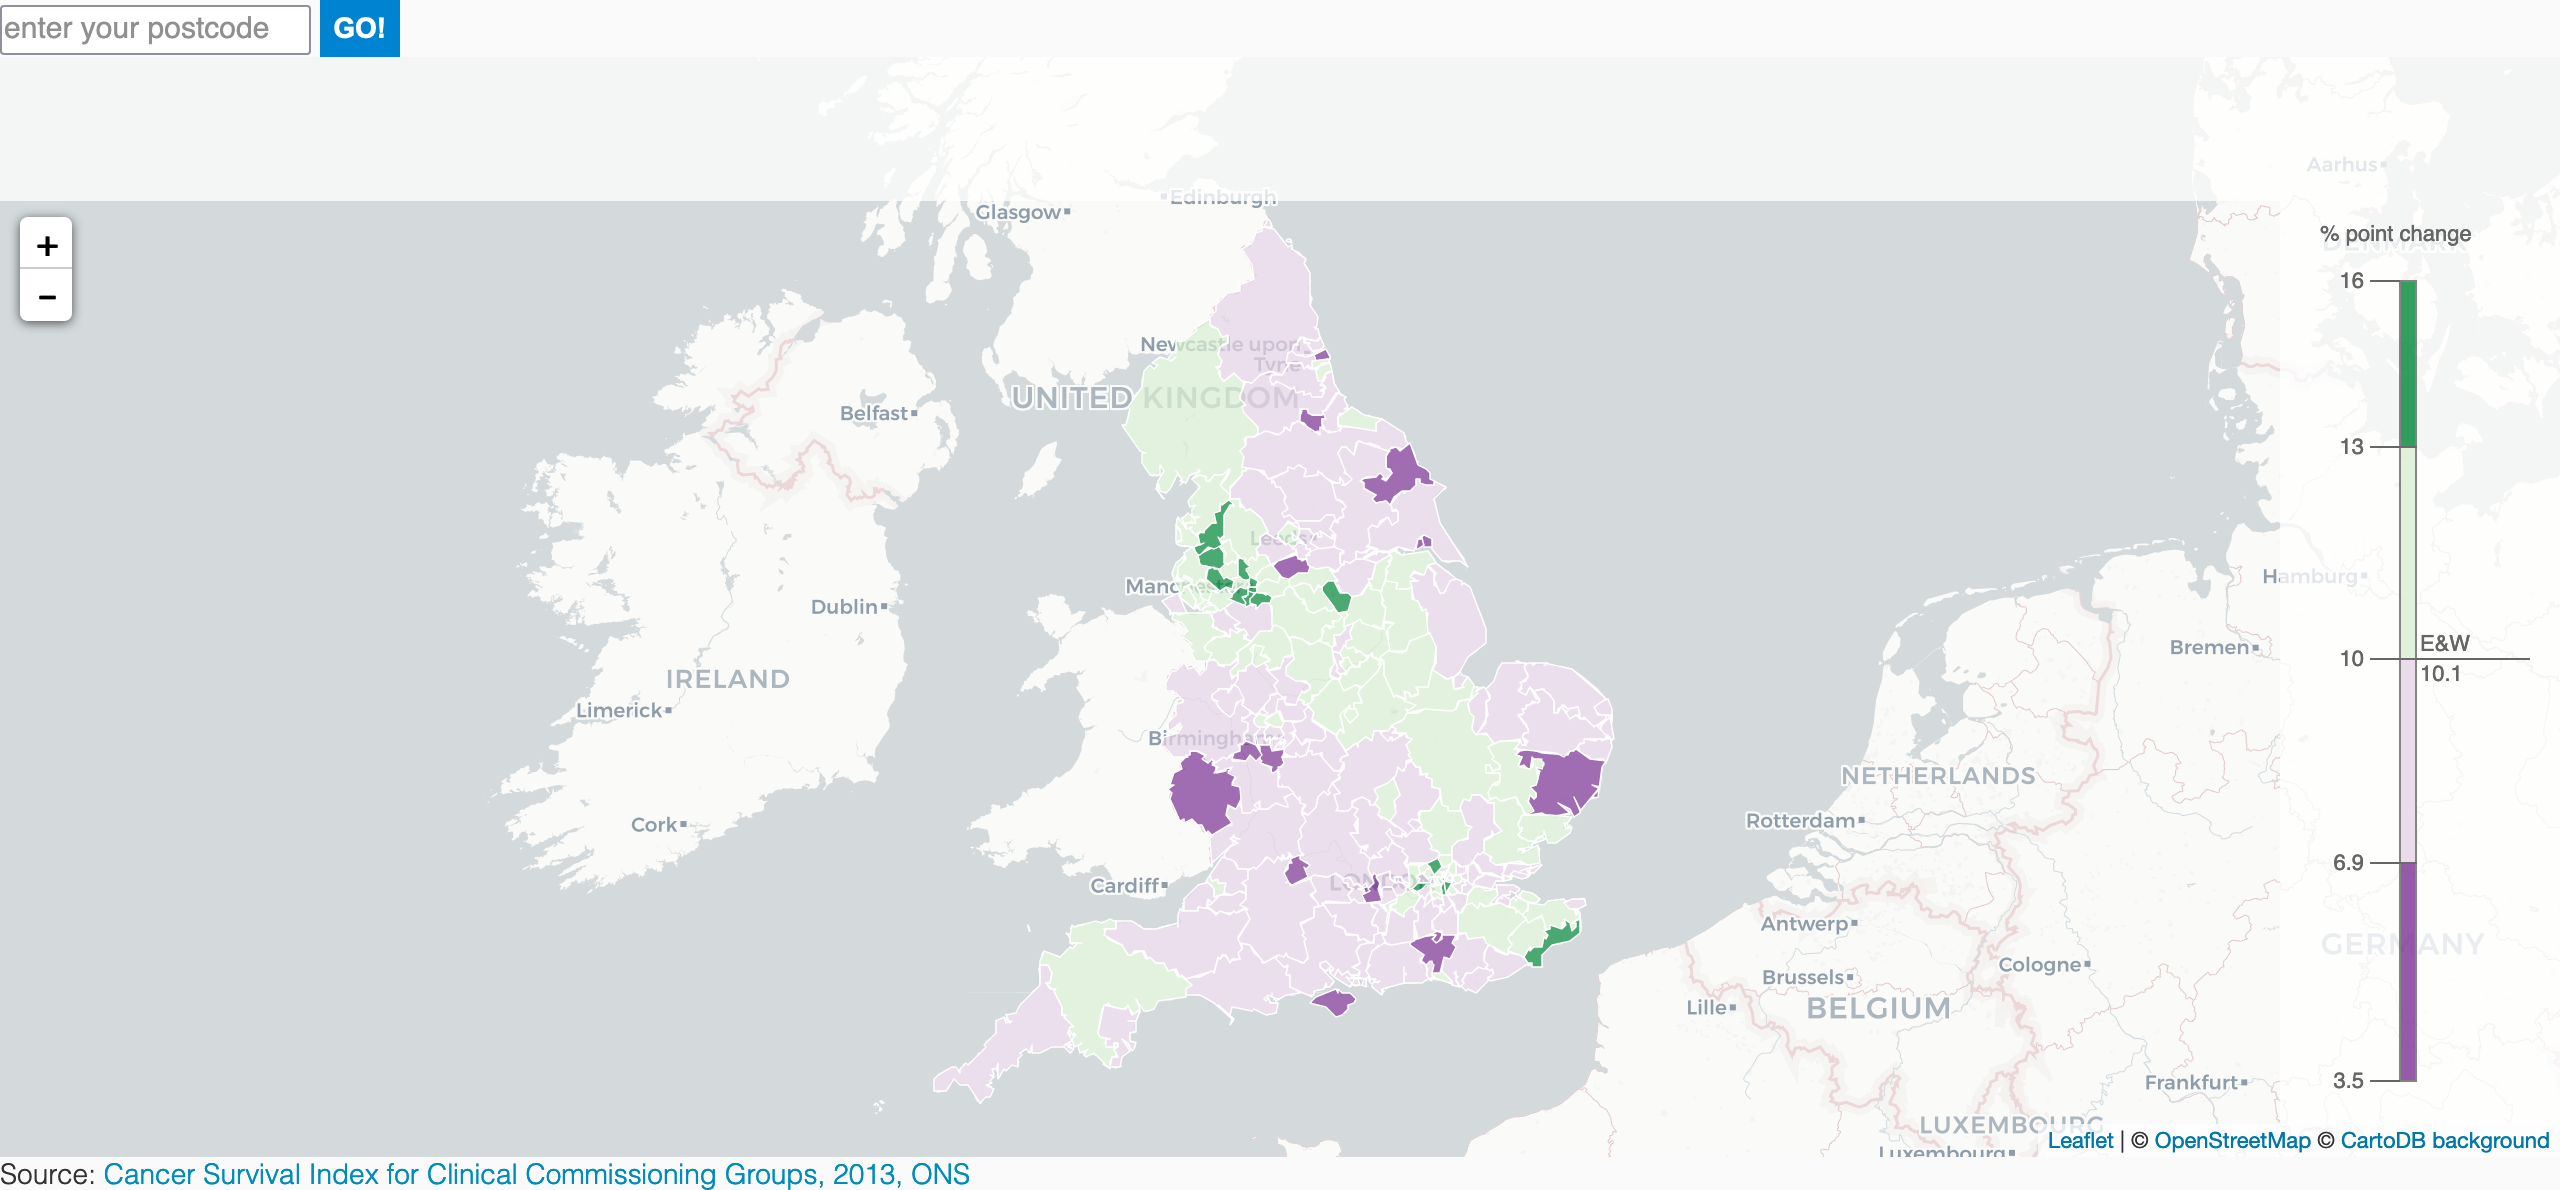 enter your postcode
GO!
Aarhus
Edinburgh
Glasgow
+
−
% point change
DENMARK
16
Newcastle upon
Tyne
UNITED KINGDOM
Belfast
13
Leeds
Manchester
Hamburg
Dublin
E&W
10
10.1
Bremen
IRELAND
Limerick
Birmingham
NETHERLANDS
Rotterdam
Cork
6.9
LONDON
Cardiff
Antwerp
GERMANY
Cologne
Brussels
Lille
BELGIUM
3.5
Frankfurt
LUXEMBOURG
Leaflet | © OpenStreetMap © CartoDB background
Luxembourg
Source: Cancer Survival Index for Clinical Commissioning Groups, 2013, ONS